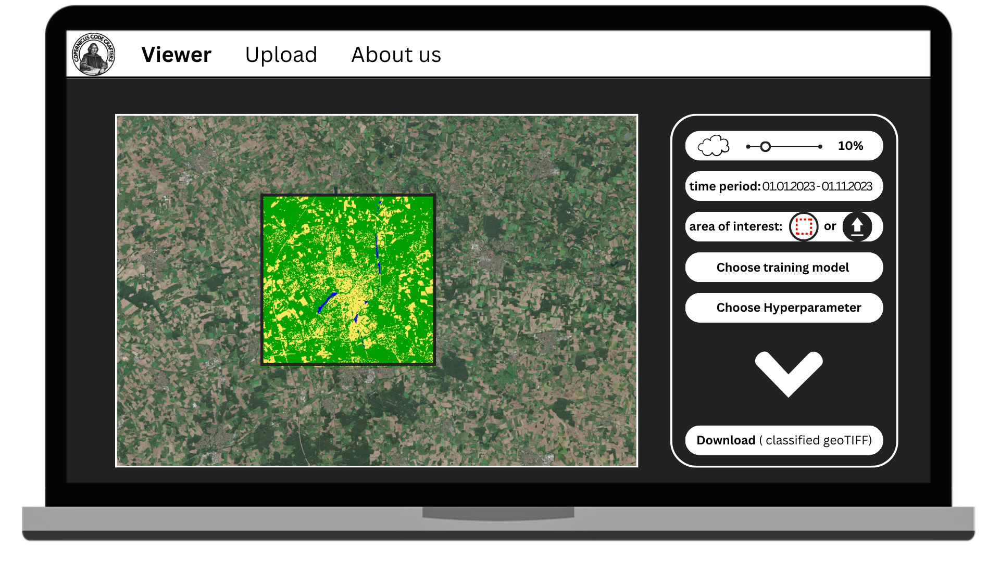 COPERNICUS CODE CRAFTERS
Viewer Upload About us
10%
time period: 01.01.2023 - 01.11.2023
area of interest: or
Choose training model
Choose Hyperparameter
Download ( classified geoTIFF)